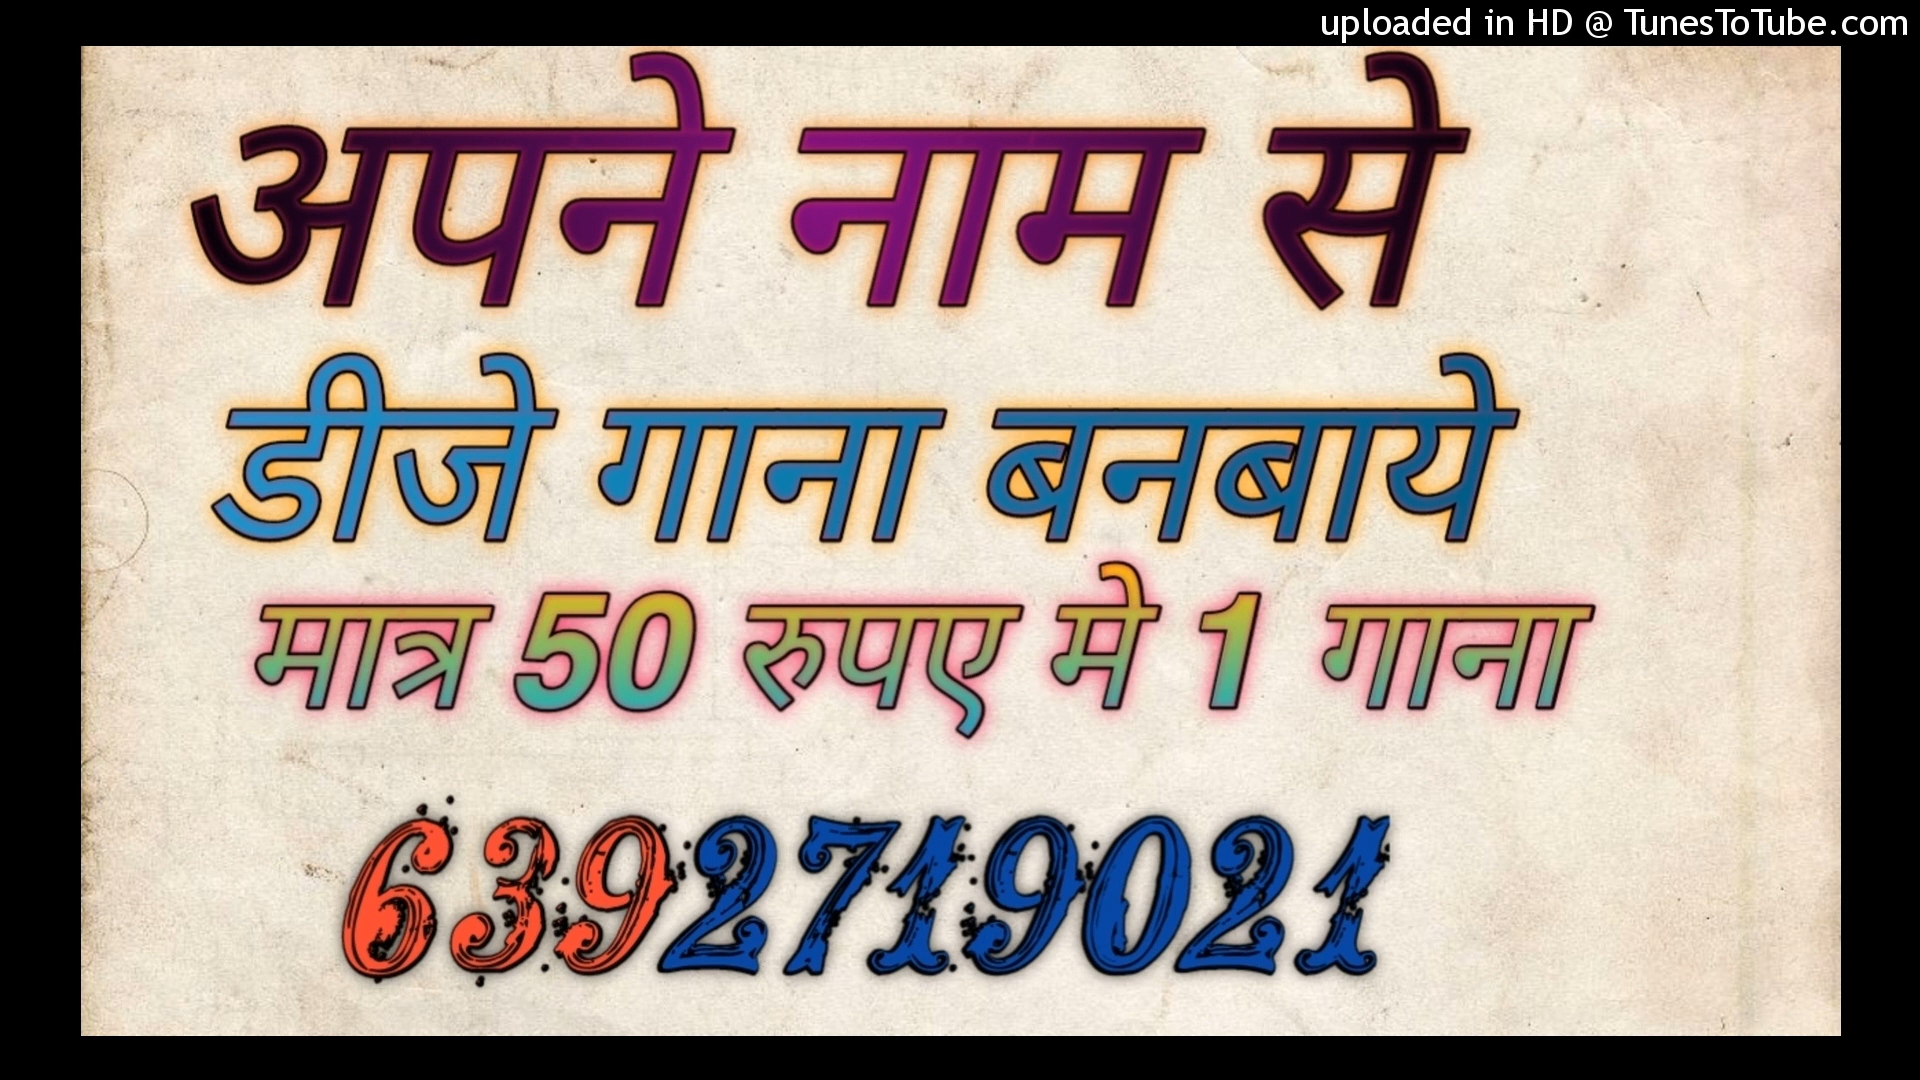 uploaded in HD @ TunesToTube.com
अपने नाम से
डीजे गाना बनबाये
मात्र 50 रुपए मे 1 गाना
6392719021